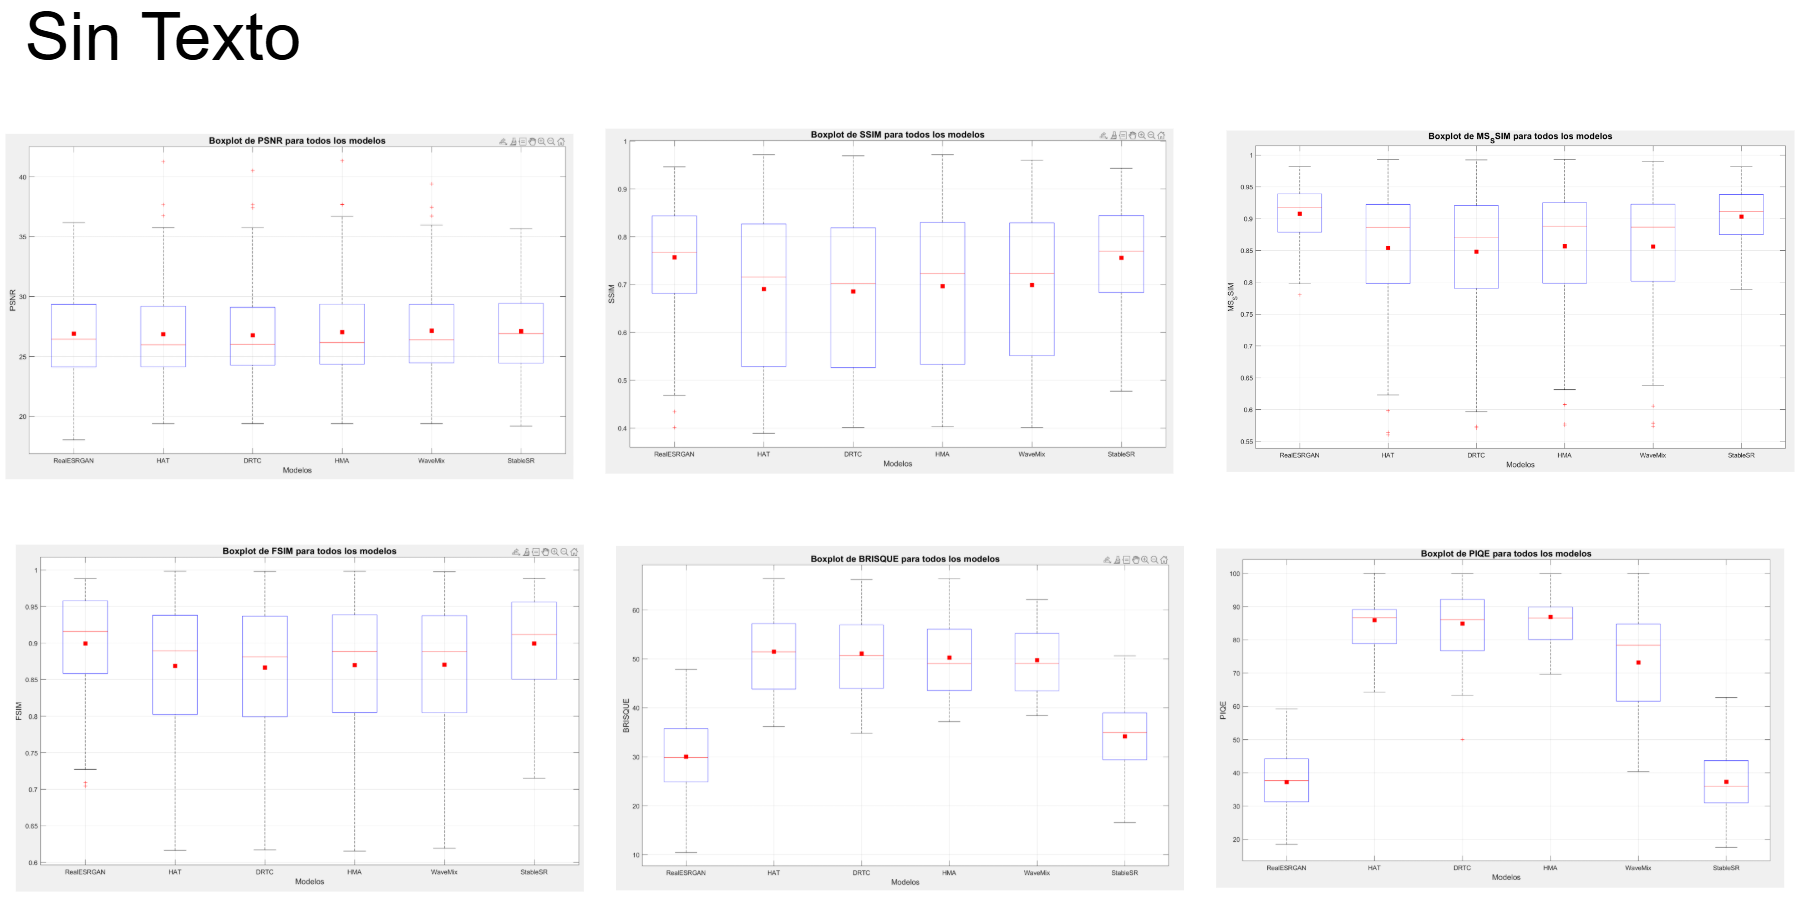 Sin Texto
Boxplot de PSNR para todos los modelos
40
35
30
25
20
PSNR
RealESRGAN HAT DRTC HMA WaveMix StableSR
Modelos
Boxplot de SSIM para todos los modelos
1
0.9
0.8
0.7
0.6
0.5
0.4
SSIM
RealESRGAN HAT DRTC HMA WaveMix StableSR
Modelos
Boxplot de MS_SSIM para todos los modelos
1
0.95
0.9
0.85
0.8
0.75
0.7
0.65
0.6
0.55
MS_SSIM
RealESRGAN HAT DRTC HMA WaveMix StableSR
Modelos
Boxplot de FSIM para todos los modelos
1
0.95
0.9
0.85
0.8
0.75
0.7
0.65
0.6
FSIM
RealESRGAN HAT DRTC HMA WaveMix StableSR
Modelos
Boxplot de BRISQUE para todos los modelos
60
50
40
30
20
10
BRISQUE
RealESRGAN HAT DRTC HMA WaveMix StableSR
Modelos
Boxplot de PIQE para todos los modelos
100
90
80
70
60
50
40
30
20
PIQE
RealESRGAN HAT DRTC HMA WaveMix StableSR
Modelos